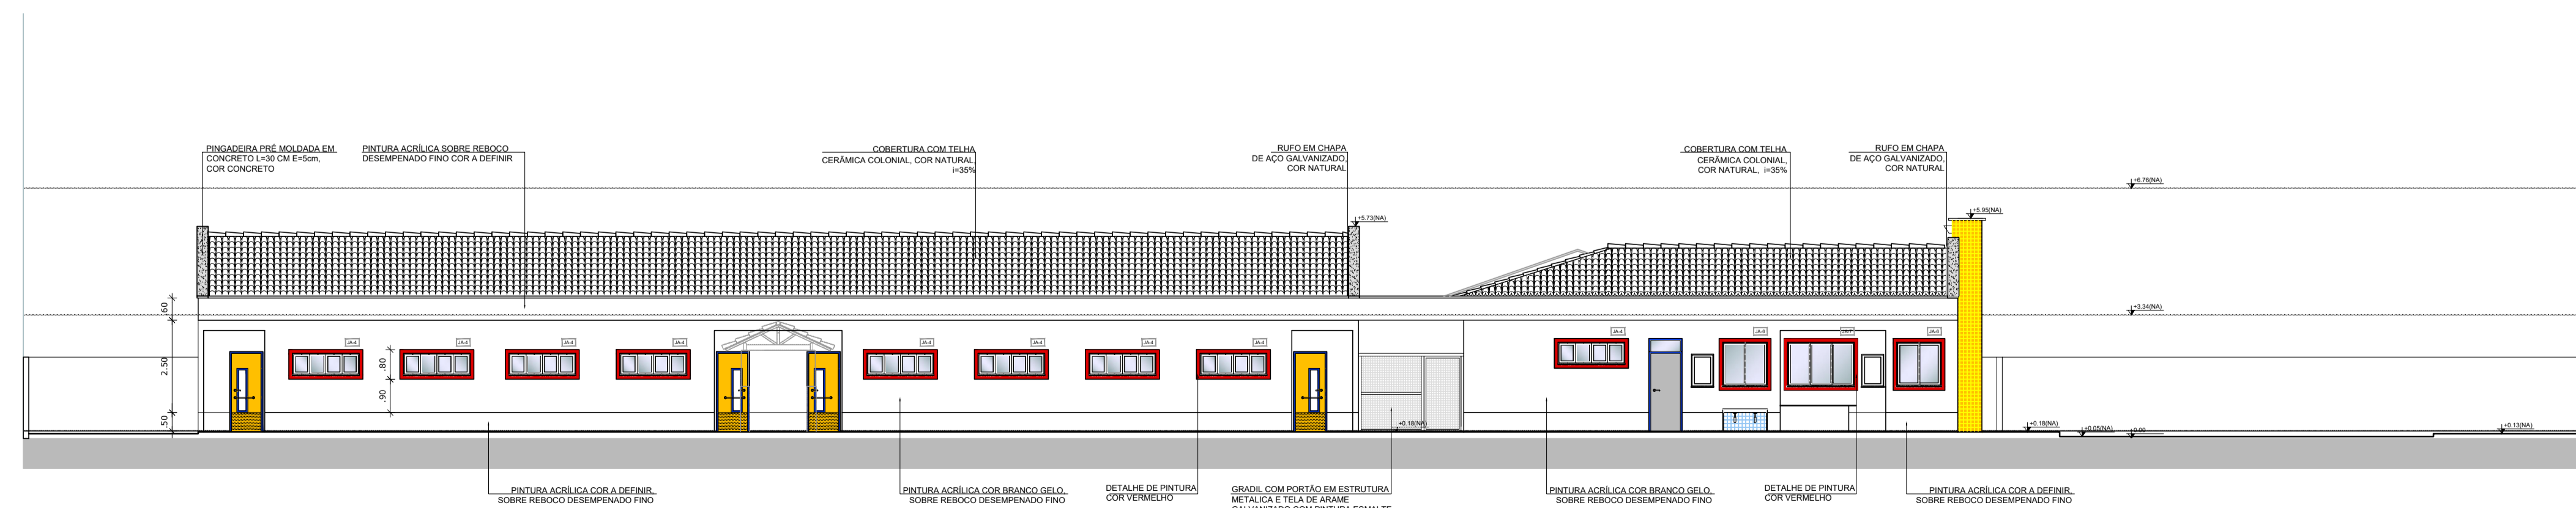 PINGADEIRA PRÉ MOLDADA EM
CONCRETO L=30 CM E=5cm,
COR CONCRETO
PINTURA ACRÍLICA SOBRE REBOCO
DESEMPENADO FINO COR A DEFINIR
COBERTURA COM TELHA
CERÂMICA COLONIAL, COR NATURAL,
i=35%
RUFO EM CHAPA
DE AÇO GALVANIZADO,
COR NATURAL
COBERTURA COM TELHA
CERÂMICA COLONIAL,
COR NATURAL, i=35%
RUFO EM CHAPA
DE AÇO GALVANIZADO,
COR NATURAL
+6.76(NA)
+5.73(NA)
+5.95(NA)
+3.34(NA)
.60
2.50
.50
.80
.90
JA-4
JA-4
JA-4
JA-4
JA-4
JA-4
JA-4
JA-4
JA-4
JA-6
JA-7
JA-6
+0.18(NA)
+0.18(NA)
+0.05(NA)
0.00
+0.13(NA)
PINTURA ACRÍLICA COR A DEFINIR,
SOBRE REBOCO DESEMPENADO FINO
PINTURA ACRÍLICA COR BRANCO GELO,
SOBRE REBOCO DESEMPENADO FINO
DETALHE DE PINTURA
COR VERMELHO
GRADIL COM PORTÃO EM ESTRUTURA
METALICA E TELA DE ARAME
GALVANIZADO COM PINTURA ESMALTE
PINTURA ACRÍLICA COR BRANCO GELO,
SOBRE REBOCO DESEMPENADO FINO
DETALHE DE PINTURA
COR VERMELHO
PINTURA ACRÍLICA COR A DEFINIR,
SOBRE REBOCO DESEMPENADO FINO